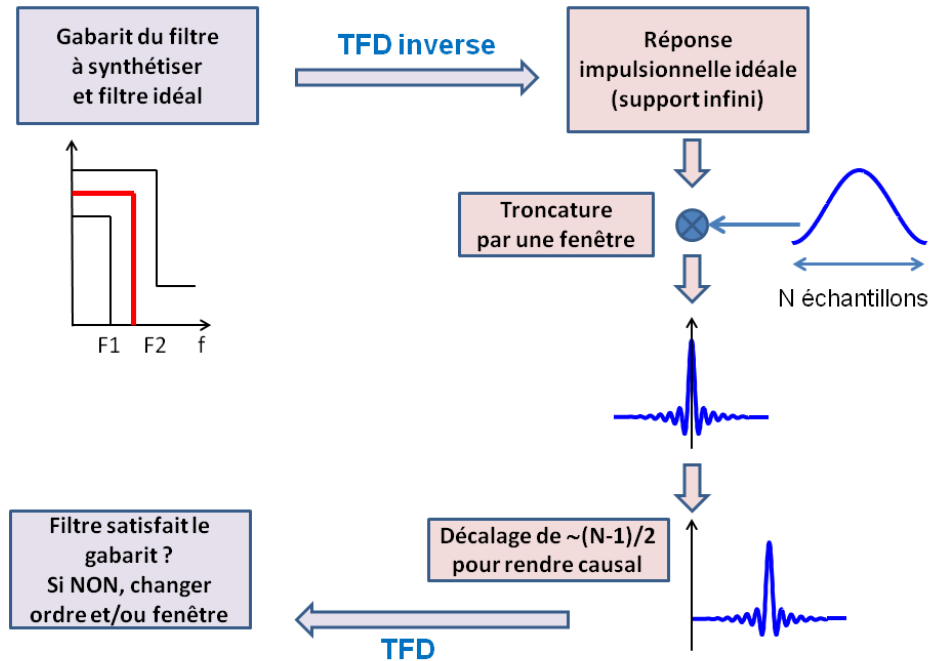 Gabarit du filtre
à synthétiser
et filtre idéal
TFD inverse
Réponse
impulsionnelle idéale
(support infini)
Troncature
par une fenêtre
N échantillons
F1 F2 f
Décalage de ~(N-1)/2
pour rendre causal
Filtre satisfait le
gabarit ?
Si NON, changer
ordre et/ou fenêtre
TFD